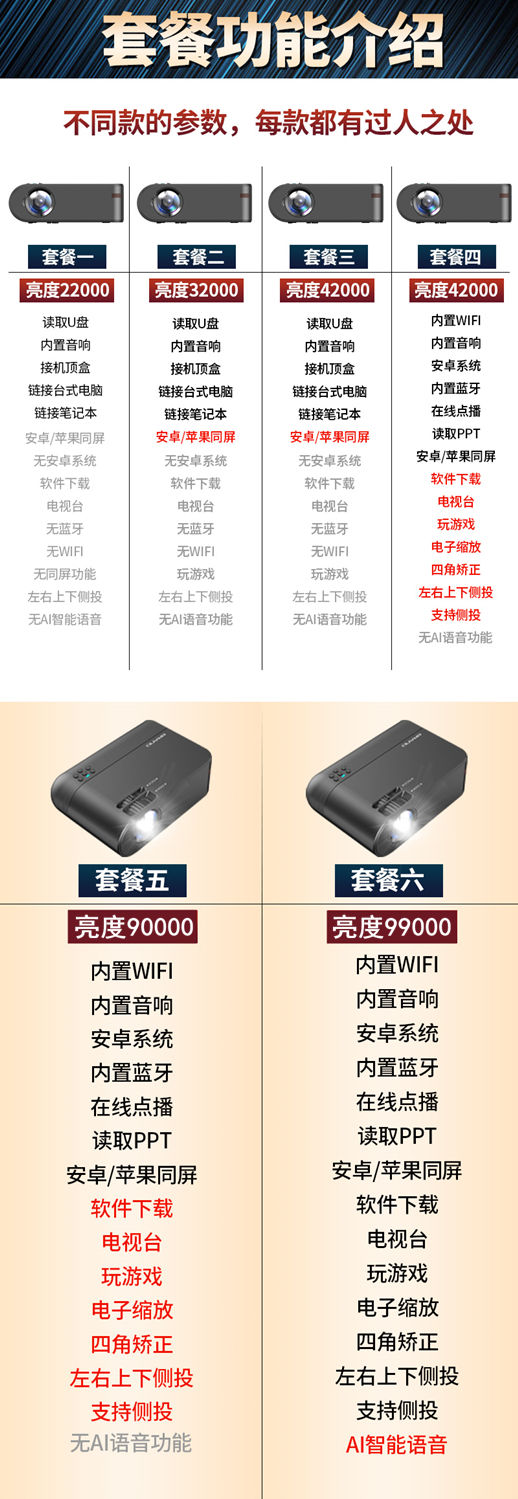 套餐功能介绍
不同款的参数，每款都有过人之处
套餐一
亮度22000
读取U盘
内置音响
接机顶盒
链接台式电脑
链接笔记本
安卓/苹果同屏
无安卓系统
软件下载
电视台
无蓝牙
无WIFI
无同屏功能
左右上下侧投
无AI智能语音
套餐二
亮度32000
读取U盘
内置音响
接机顶盒
链接台式电脑
链接笔记本
安卓/苹果同屏
无安卓系统
软件下载
电视台
无蓝牙
无WIFI
玩游戏
左右上下侧投
无AI语音功能
套餐三
亮度42000
读取U盘
内置音响
接机顶盒
链接台式电脑
链接笔记本
安卓/苹果同屏
无安卓系统
软件下载
电视台
无蓝牙
无WIFI
玩游戏
左右上下侧投
无AI语音功能
套餐四
亮度42000
内置WIFI
内置音响
安卓系统
内置蓝牙
在线点播
读取PPT
安卓/苹果同屏
软件下载
电视台
玩游戏
电子缩放
四角矫正
左右上下侧投
支持侧投
无AI语音功能
套餐五
亮度90000
内置WIFI
内置音响
安卓系统
内置蓝牙
在线点播
读取PPT
安卓/苹果同屏
软件下载
电视台
玩游戏
电子缩放
四角矫正
左右上下侧投
支持侧投
无AI语音功能
套餐六
亮度99000
内置WIFI
内置音响
安卓系统
内置蓝牙
在线点播
读取PPT
安卓/苹果同屏
软件下载
电视台
玩游戏
电子缩放
四角矫正
左右上下侧投
支持侧投
AI智能语音